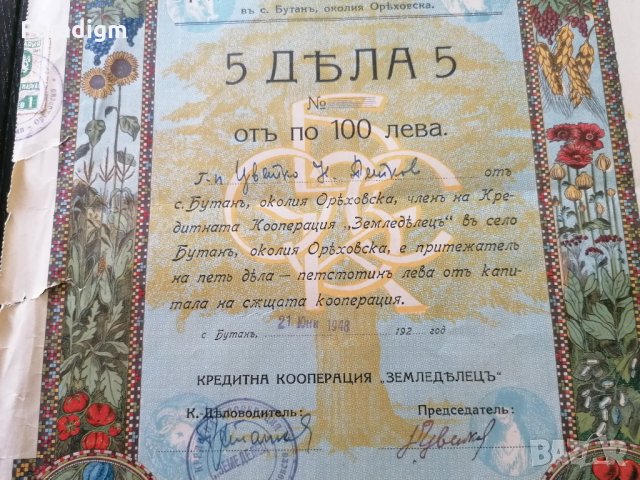 въ с. Бутанъ, околия Орѣховска.
5 ДѢЛА 5
№
отъ по 100 лева.
Г-нъ Цвѣтко Н. отъ
с. Бутанъ, околия Орѣховска, членъ на Кре-
дитната Кооперация „Земледѣлецъ“ въ село
Бутанъ, околия Орѣховска, е притежатель
на петь дѣла — петстотинъ лева отъ капи-
тала на сѫщата кооперация.
с. Бутанъ, 21 Юни 1948 192 год
КРЕДИТНА КООПЕРАЦИЯ „ЗЕМЛЕДѢЛЕЦЪ“
К.-Дѣловодитель: Председатель:
BAZAR